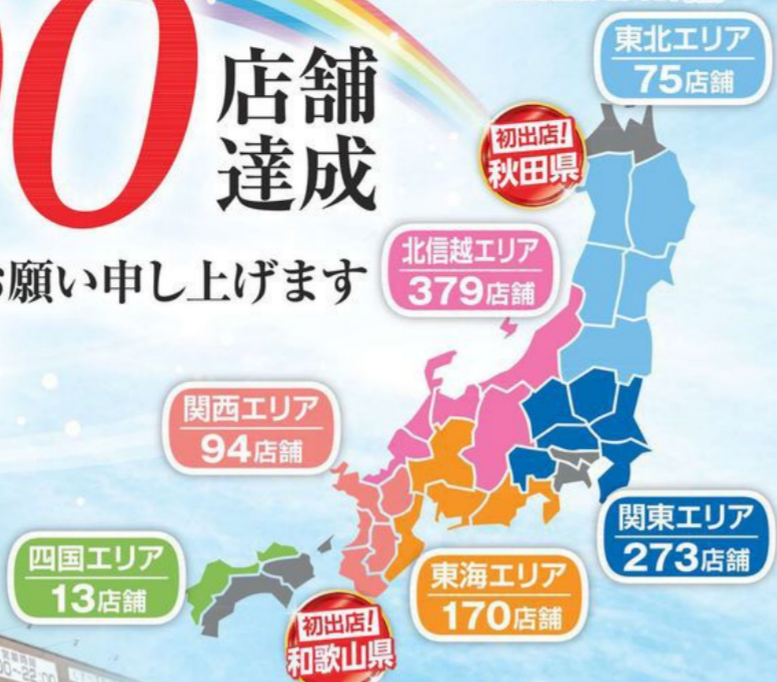 00
店舗
達成
お願い申し上げます
東北エリア
75店舗
初出店!
秋田県
北信越エリア
379店舗
関西エリア
94店舗
関東エリア
273店舗
四国エリア
13店舗
東海エリア
170店舗
初出店!
和歌山県